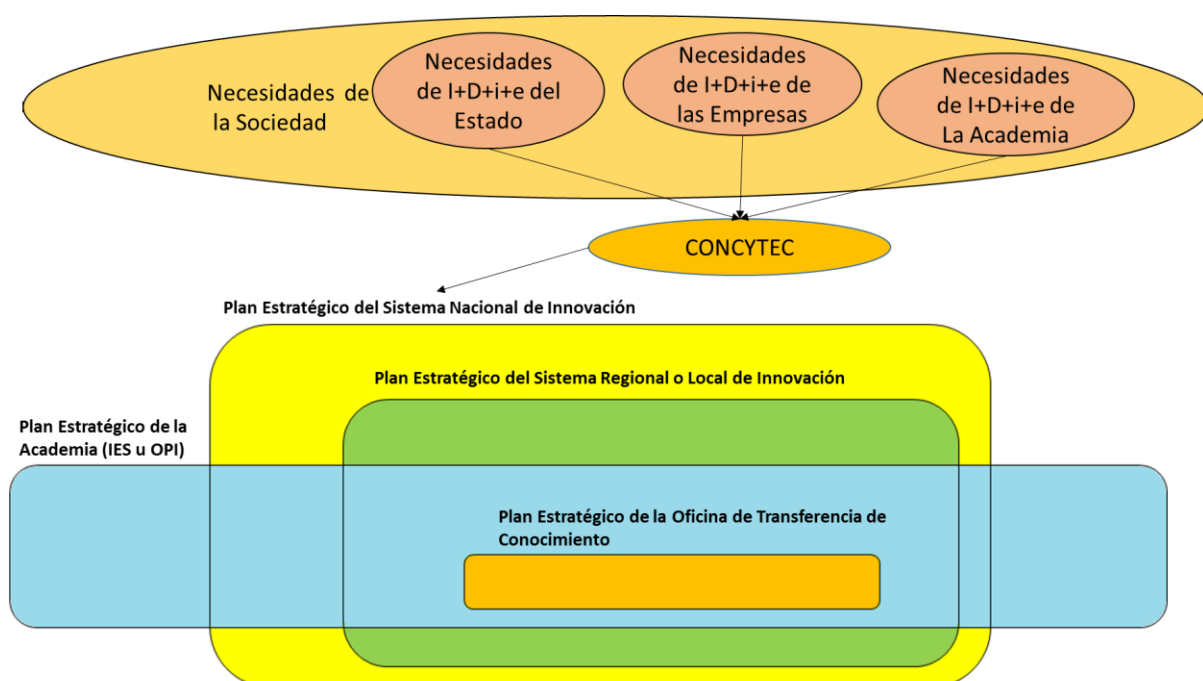 Necesidades de
la Sociedad
Necesidades
de I+D+i+e del
Estado
Necesidades
de I+D+i+e de
las Empresas
Necesidades
de I+D+i+e de
La Academia
CONCYTEC
Plan Estratégico del Sistema Nacional de Innovación
Plan Estratégico del Sistema Regional o Local de Innovación
Plan Estratégico de la
Academia (IES u OPI)
Plan Estratégico de la Oficina de Transferencia de
Conocimiento